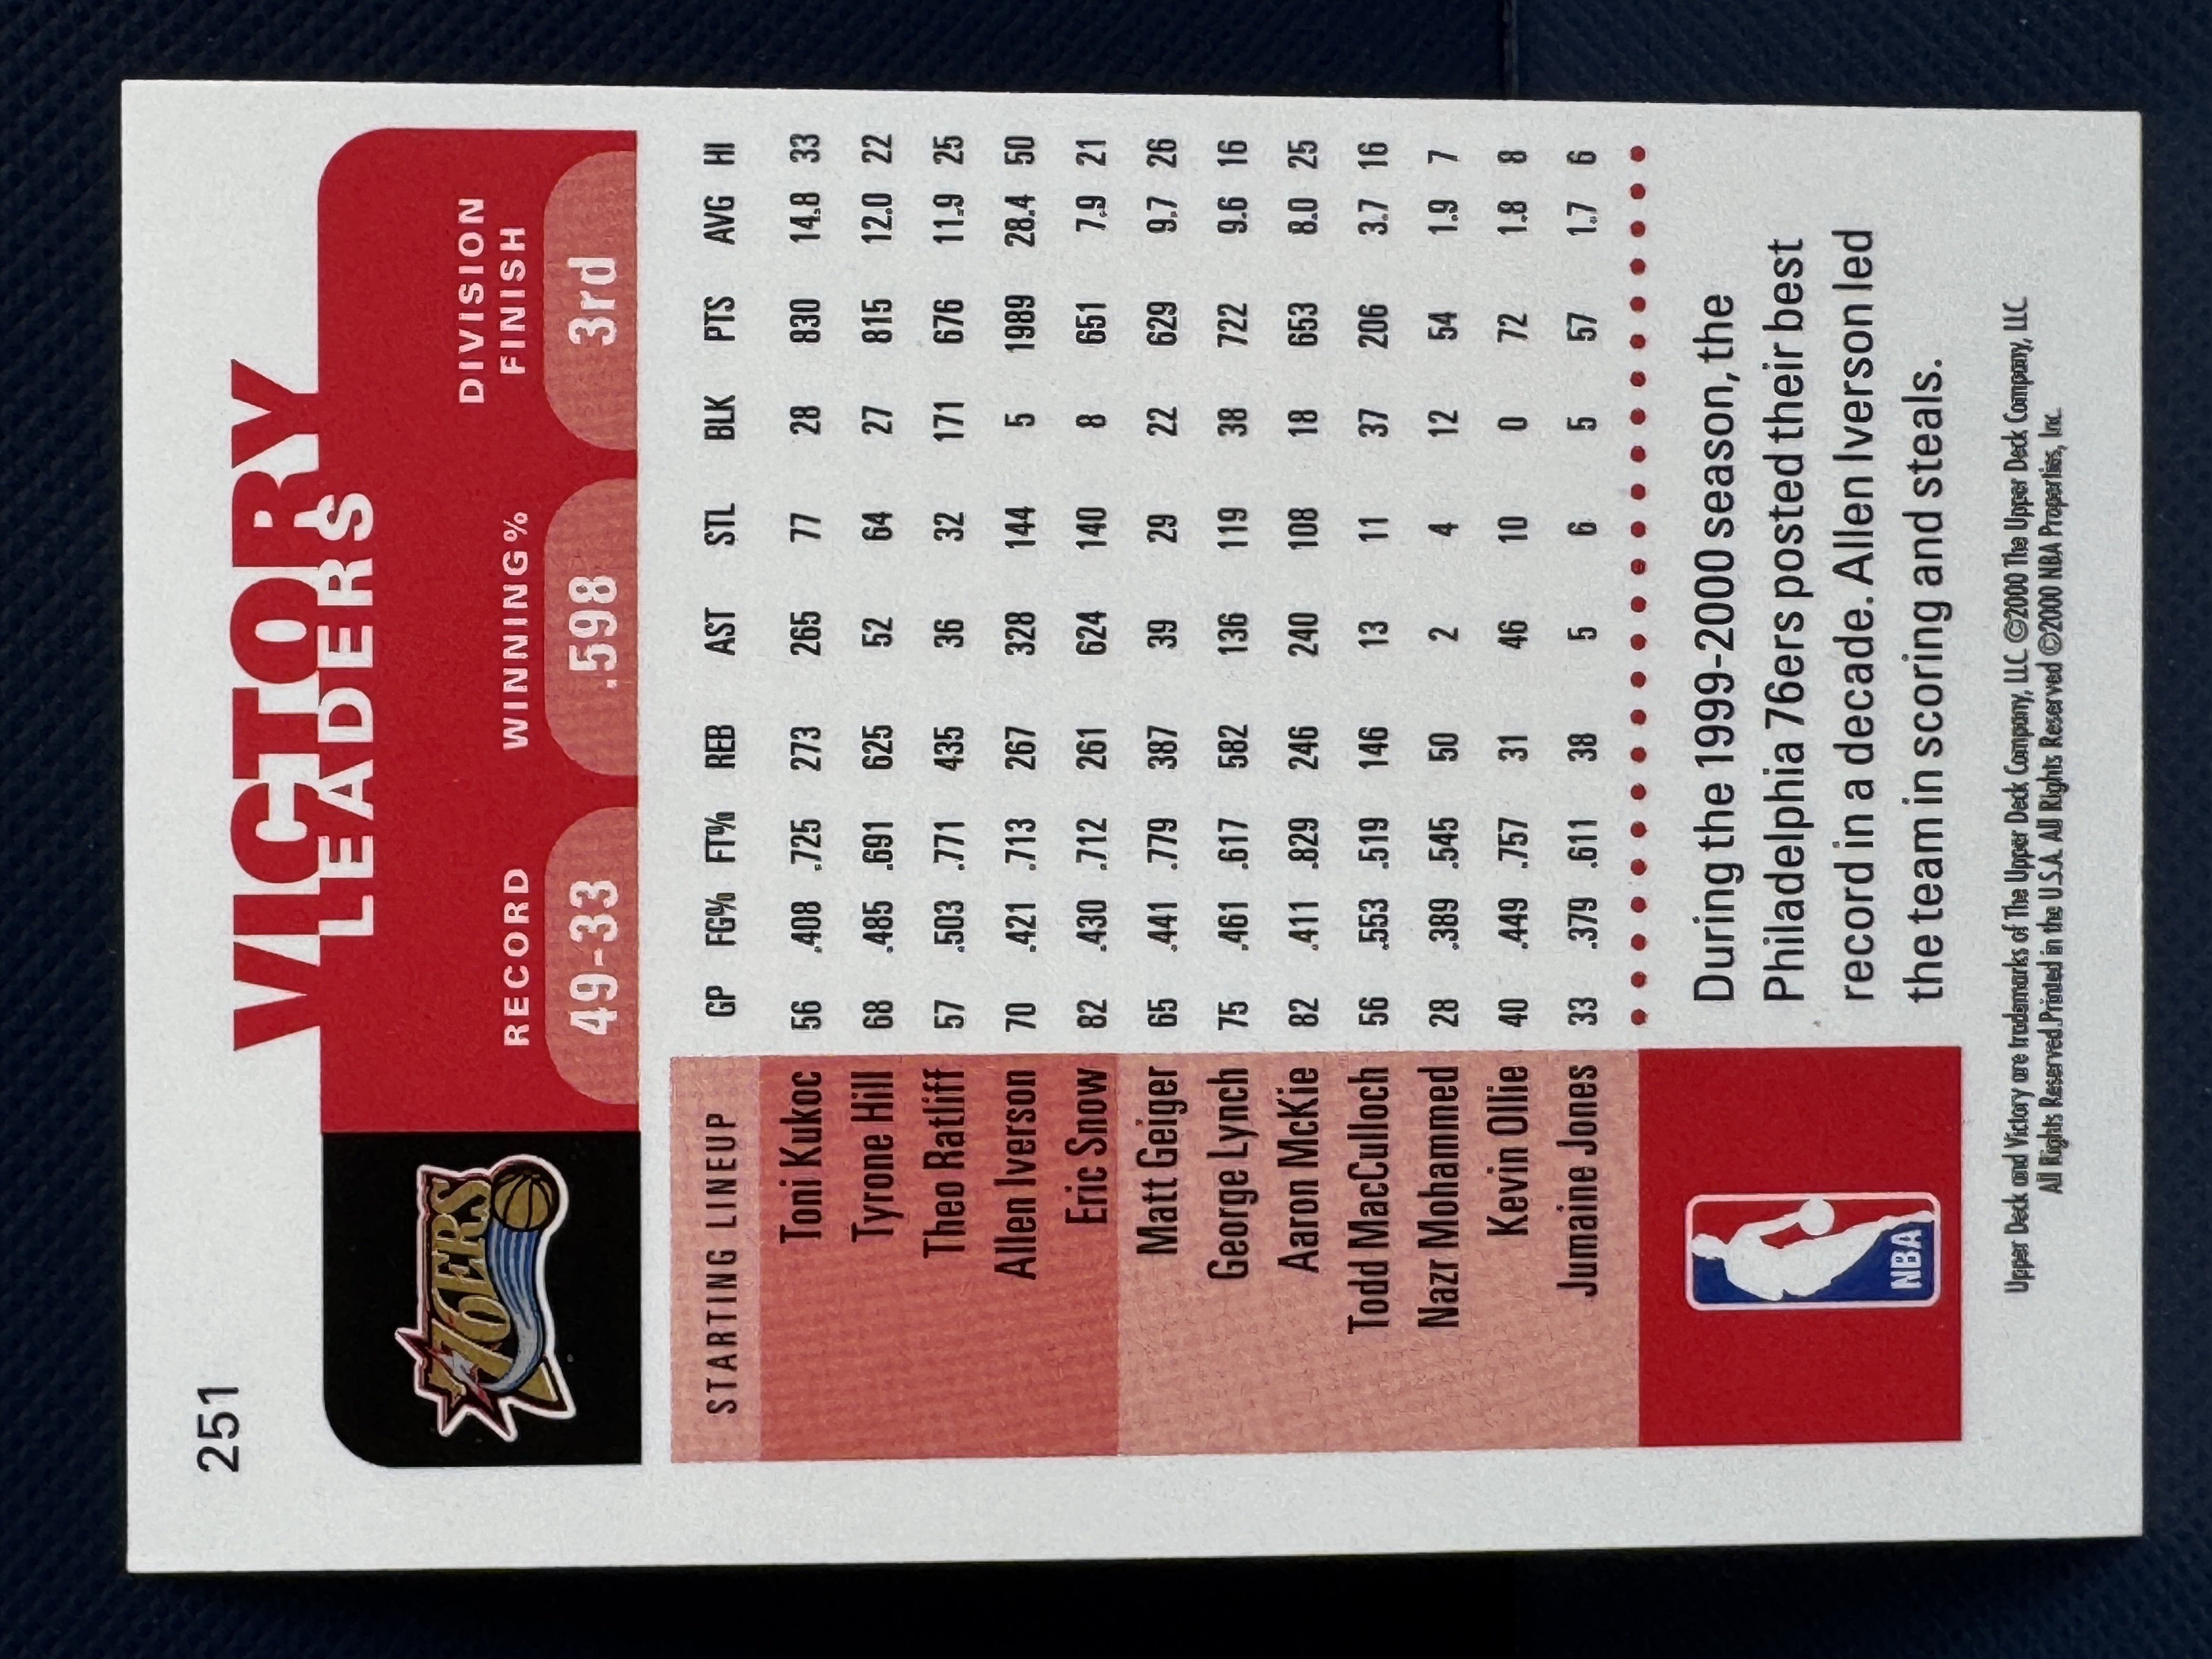 251
VICTORY
LEADERS
76ERS
RECORD WINNING% DIVISION FINISH
49-33 .598 3rd
STARTING LINEUP GP FG% FT% REB AST STL BLK PTS AVG HI
Toni Kukoc 56 .408 .725 273 265 77 28 830 14.8 33
Tyrone Hill 68 .485 .691 625 52 64 27 815 12.0 22
Theo Ratliff 57 .503 .771 435 36 32 171 676 11.9 25
Allen Iverson 70 .421 .713 267 328 144 5 1989 28.4 50
Eric Snow 82 .430 .712 261 624 140 8 651 7.9 21
Matt Geiger 65 .441 .779 387 39 29 22 629 9.7 26
George Lynch 75 .461 .617 582 136 119 38 722 9.6 16
Aaron McKie 82 .411 .829 246 240 108 18 653 8.0 25
Todd MacCulloch 56 .553 .519 146 13 11 37 206 3.7 16
Nazr Mohammed 28 .389 .545 50 2 4 12 54 1.9 7
Kevin Ollie 40 .449 .757 31 46 10 0 72 1.8 8
Jumaine Jones 33 .379 .611 38 5 6 5 57 1.7 6
During the 1999-2000 season, the
Philadelphia 76ers posted their best
record in a decade. Allen Iverson led
the team in scoring and steals.
NBA
Upper Deck and Victory are trademarks of The Upper Deck Company, LLC ©2000 The Upper Deck Company, LLC
All Rights Reserved. Printed in the U.S.A. All Rights Reserved ©2000 NBA Properties, Inc.